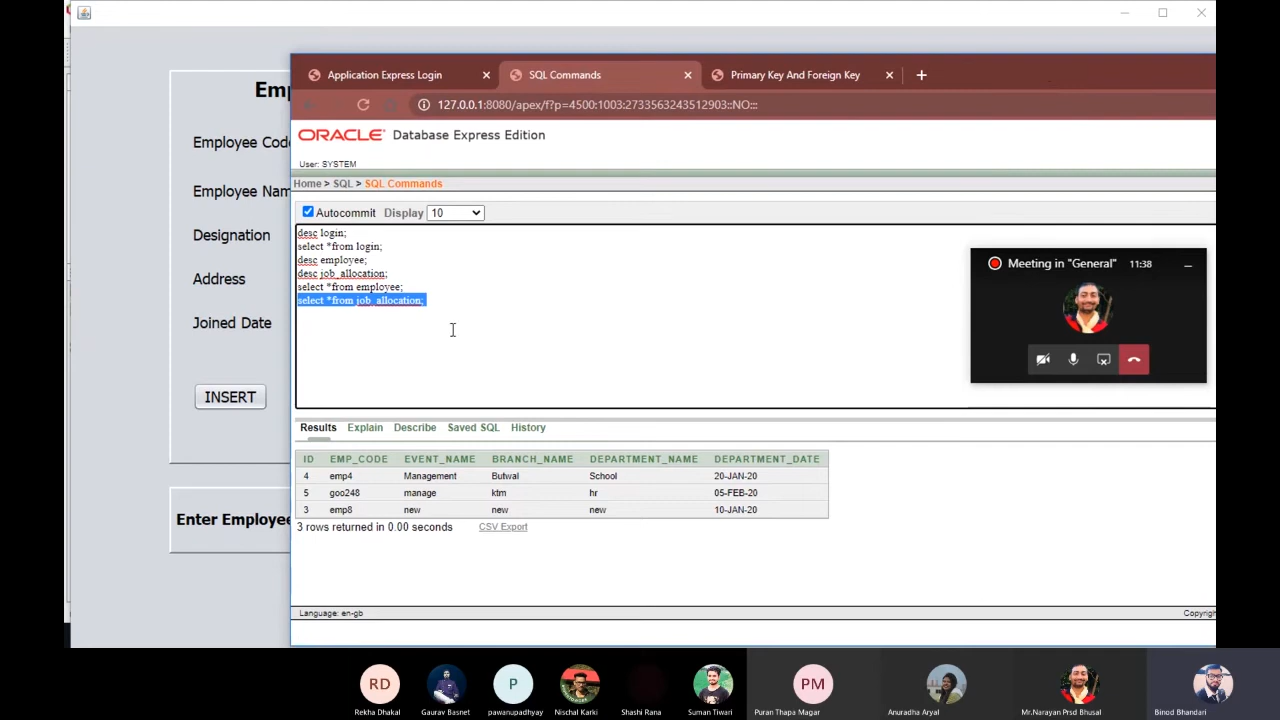 Emp
Employee Code
Employee Nam
Designation
Address
Joined Date
INSERT
Enter Employee
Application Express Login
SQL Commands
Primary Key And Foreign Key
127.0.0.1:8080/apex/f?p=4500:1003:2733563243512903::NO:::
ORACLE Database Express Edition
User: SYSTEM
Home > SQL > SQL Commands
Autocommit Display 10
desc login;
select *from login;
desc employee;
desc job_allocation;
select *from employee;
select *from job_allocation;
Meeting in "General" 11:38
Results Explain Describe Saved SQL History
ID EMP_CODE EVENT_NAME BRANCH_NAME DEPARTMENT_NAME DEPARTMENT_DATE
4 emp4 Management Butwal School 20-JAN-20
5 goo248 manage ktm hr 05-FEB-20
3 emp8 new new new 10-JAN-20
3 rows returned in 0.00 seconds CSV Export
Language: en-gb
Copyrig
RD P PM
Rekha Dhakal Gaurav Basnet pawanupadhyay Nischal Karki Shashi Rana Suman Tiwari Puran Thapa Magar Anuradha Aryal Mr.Narayan Prsd Bhusal Binod Bhandari